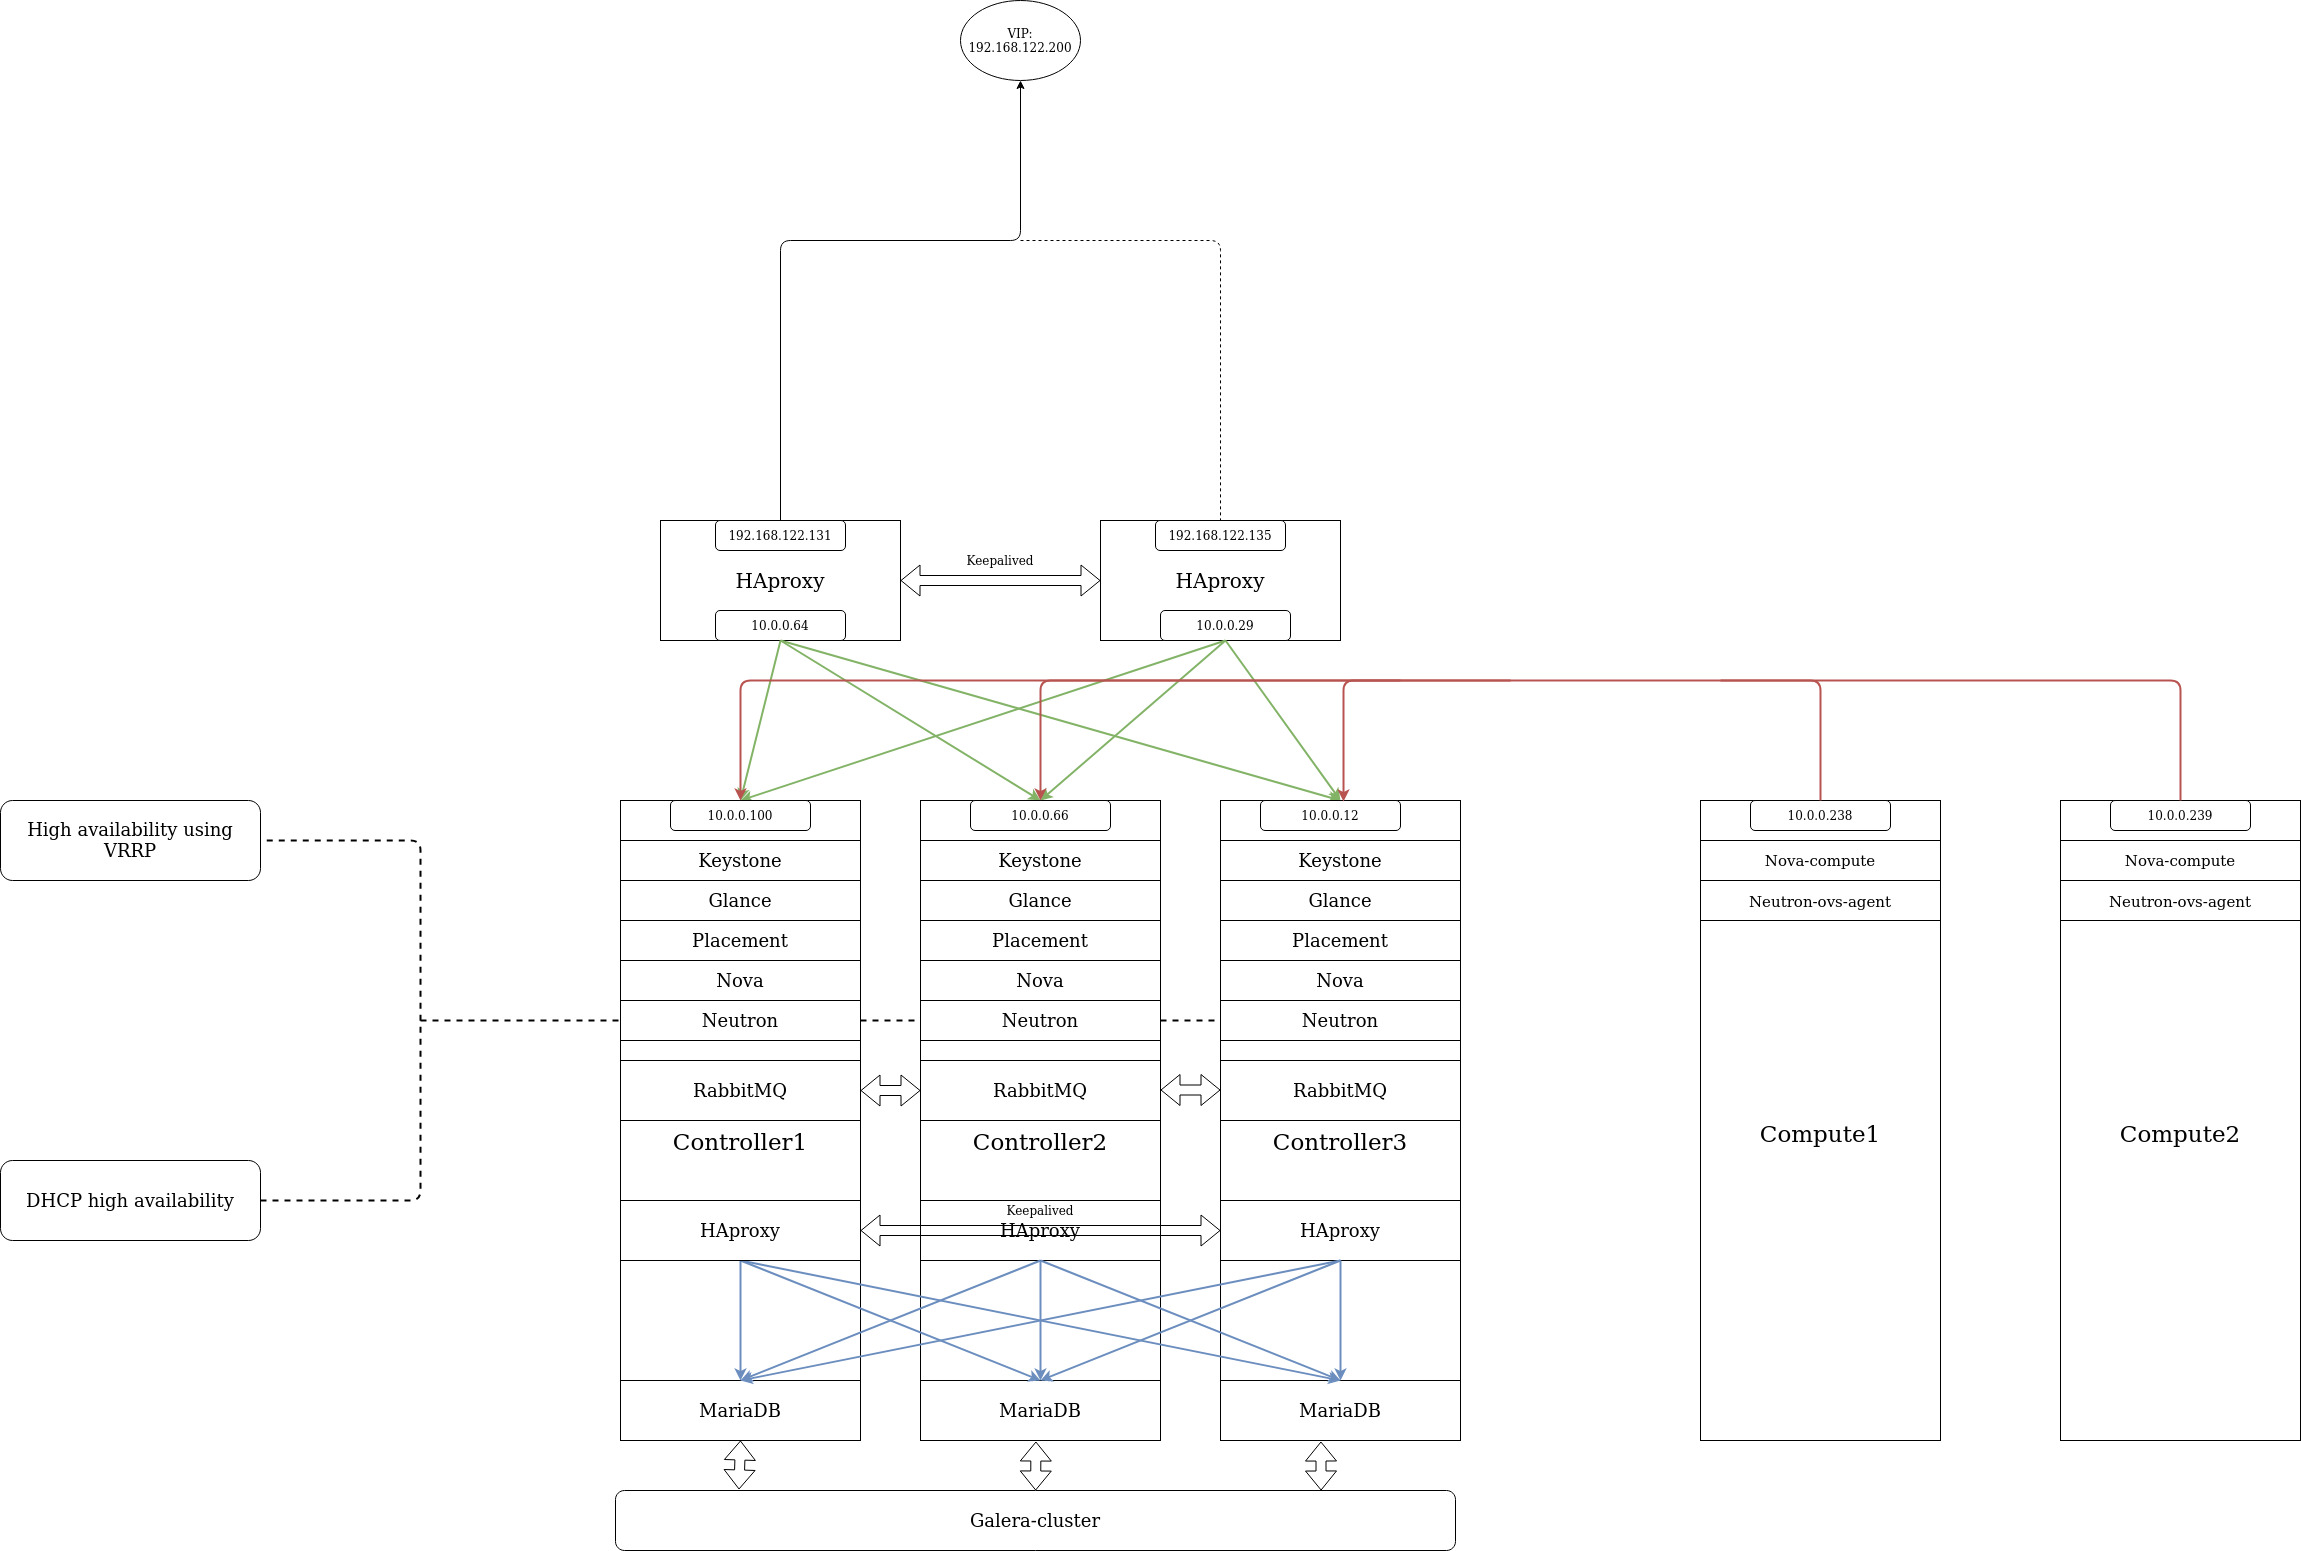 VIP:
192.168.122.200
192.168.122.131
192.168.122.135
Keepalived
HAproxy
HAproxy
10.0.0.64
10.0.0.29
10.0.0.100
10.0.0.66
10.0.0.12
10.0.0.238
10.0.0.239
High availability using
VRRP
Keystone
Keystone
Keystone
Nova-compute
Nova-compute
Glance
Glance
Glance
Neutron-ovs-agent
Neutron-ovs-agent
Placement
Placement
Placement
Nova
Nova
Nova
Neutron
Neutron
Neutron
RabbitMQ
RabbitMQ
RabbitMQ
Controller1
Controller2
Controller3
Compute1
Compute2
DHCP high availability
Keepalived
HAproxy
HAproxy
HAproxy
MariaDB
MariaDB
MariaDB
Galera-cluster